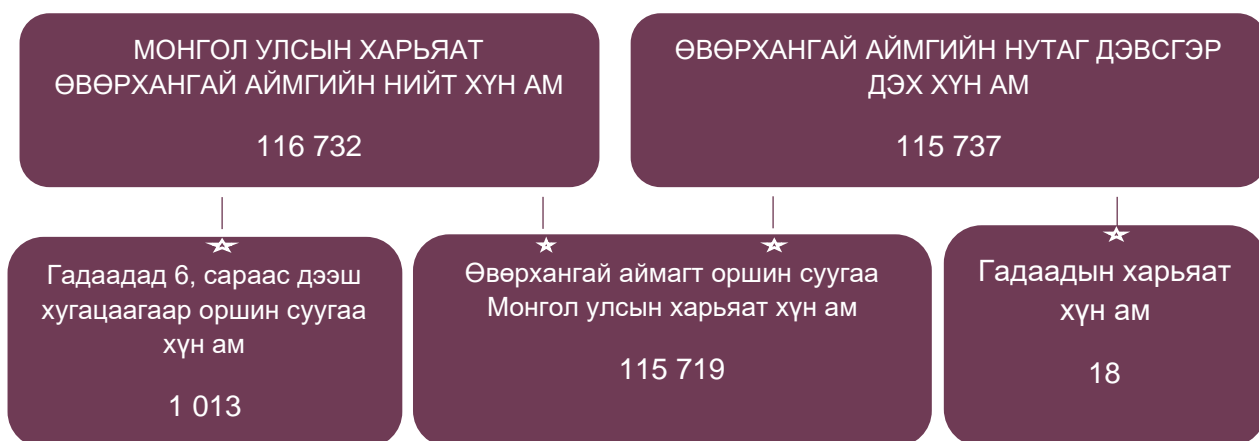 МОНГОЛ УЛСЫН ХАРЬЯАТ
ӨВӨРХАНГАЙ АЙМГИЙН НИЙТ ХҮН АМ
116 732
ӨВӨРХАНГАЙ АЙМГИЙН НУТАГ ДЭВСГЭР
ДЭХ ХҮН АМ
115 737
Гадаадад 6, сараас дээш
хугацаагаар оршин суугаа
хүн ам
1 013
Өвөрхангай аймагт оршин суугаа
Монгол улсын харьяат хүн ам
115 719
Гадаадын харьяат
хүн ам
18